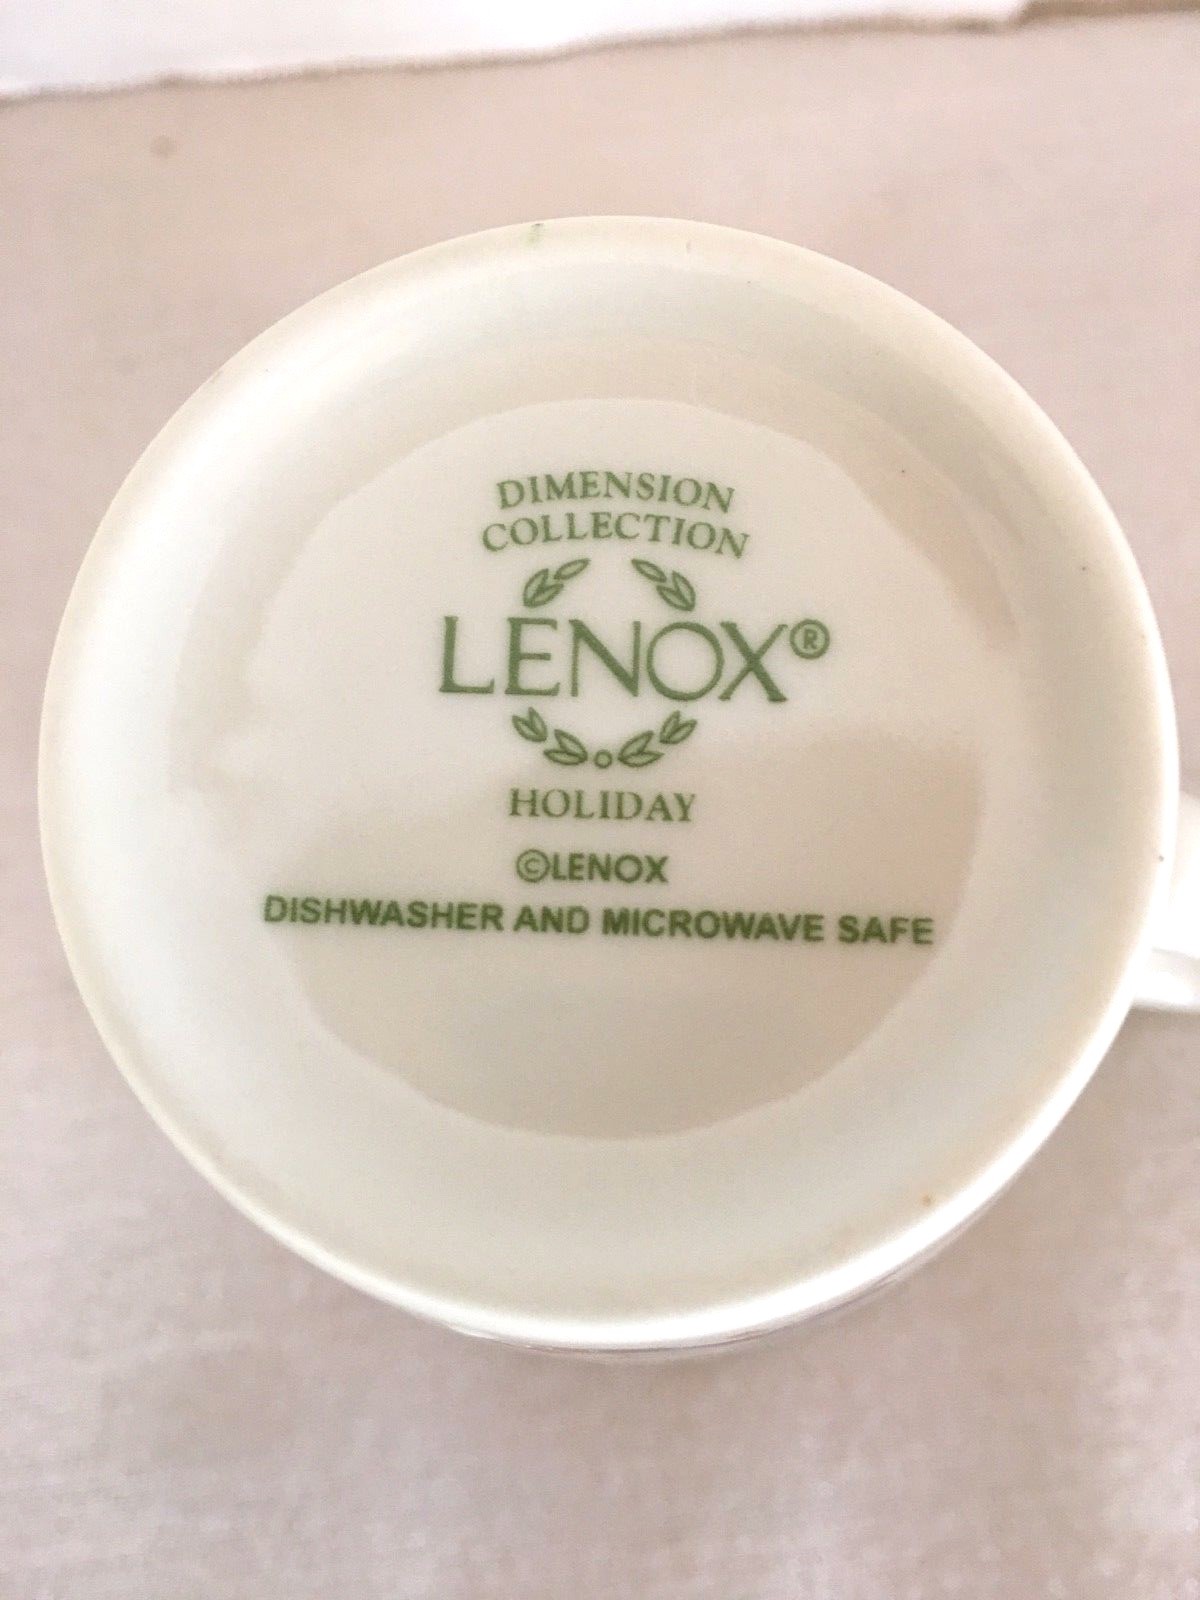 DIMENSION
COLLECTION
LENOX®
HOLIDAY
©LENOX
DISHWASHER AND MICROWAVE SAFE